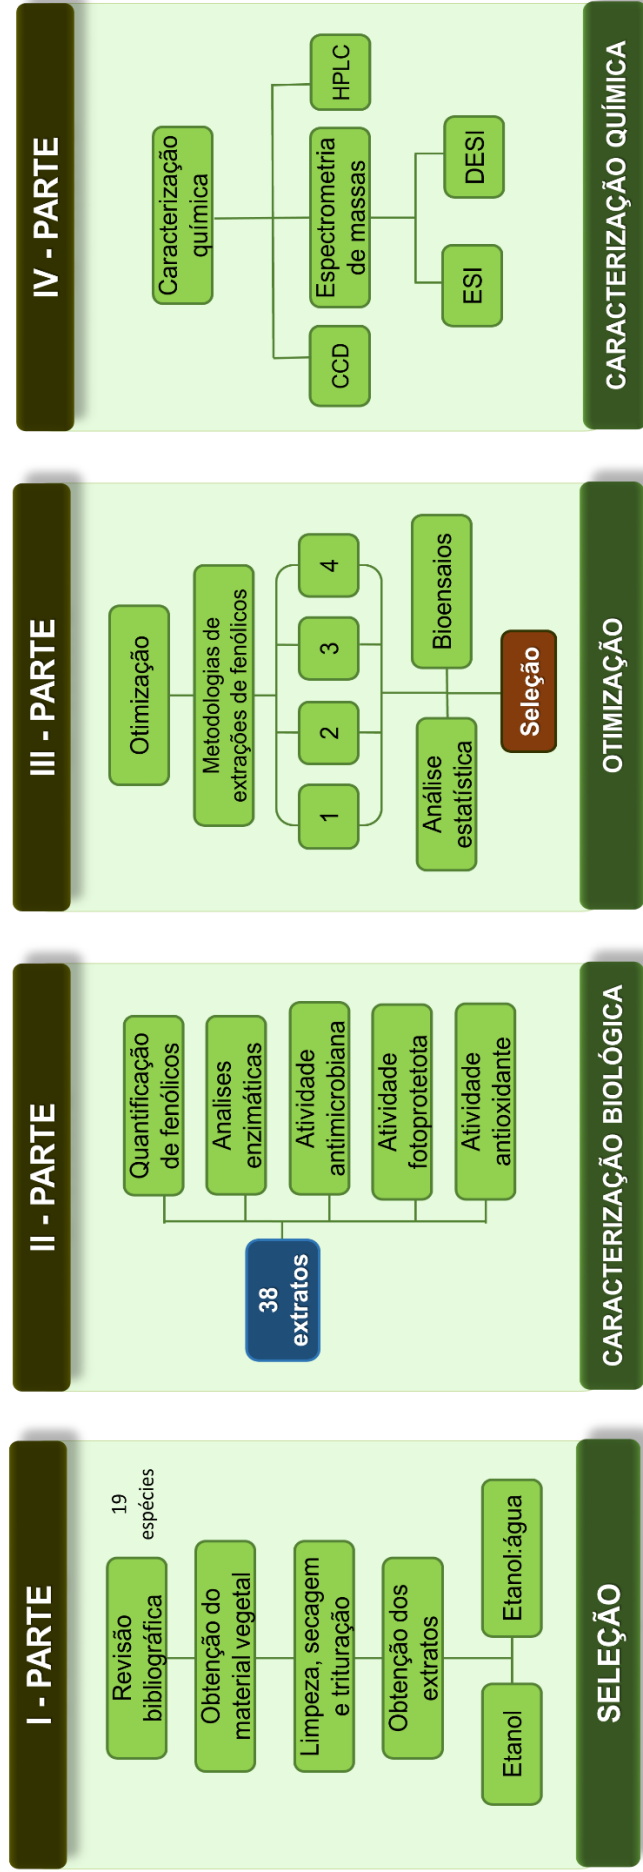 I - PARTE
Revisão
bibliográfica
19
espécies
Obtenção do
material vegetal
Limpeza, secagem
e trituração
Obtenção dos
extratos
Etanol
Etanol:água
SELEÇÃO
II - PARTE
38
extratos
Quantificação
de fenólicos
Analises
enzimáticas
Atividade
antimicrobiana
Atividade
fotoprotetota
Atividade
antioxidante
CARACTERIZAÇÃO BIOLÓGICA
III - PARTE
Otimização
Metodologias de
extrações de fenólicos
1
2
3
4
Análise
estatística
Bioensaios
Seleção
OTIMIZAÇÃO
IV - PARTE
Caracterização
química
CCD
Espectrometria
de massas
HPLC
ESI
DESI
CARACTERIZAÇÃO QUÍMICA